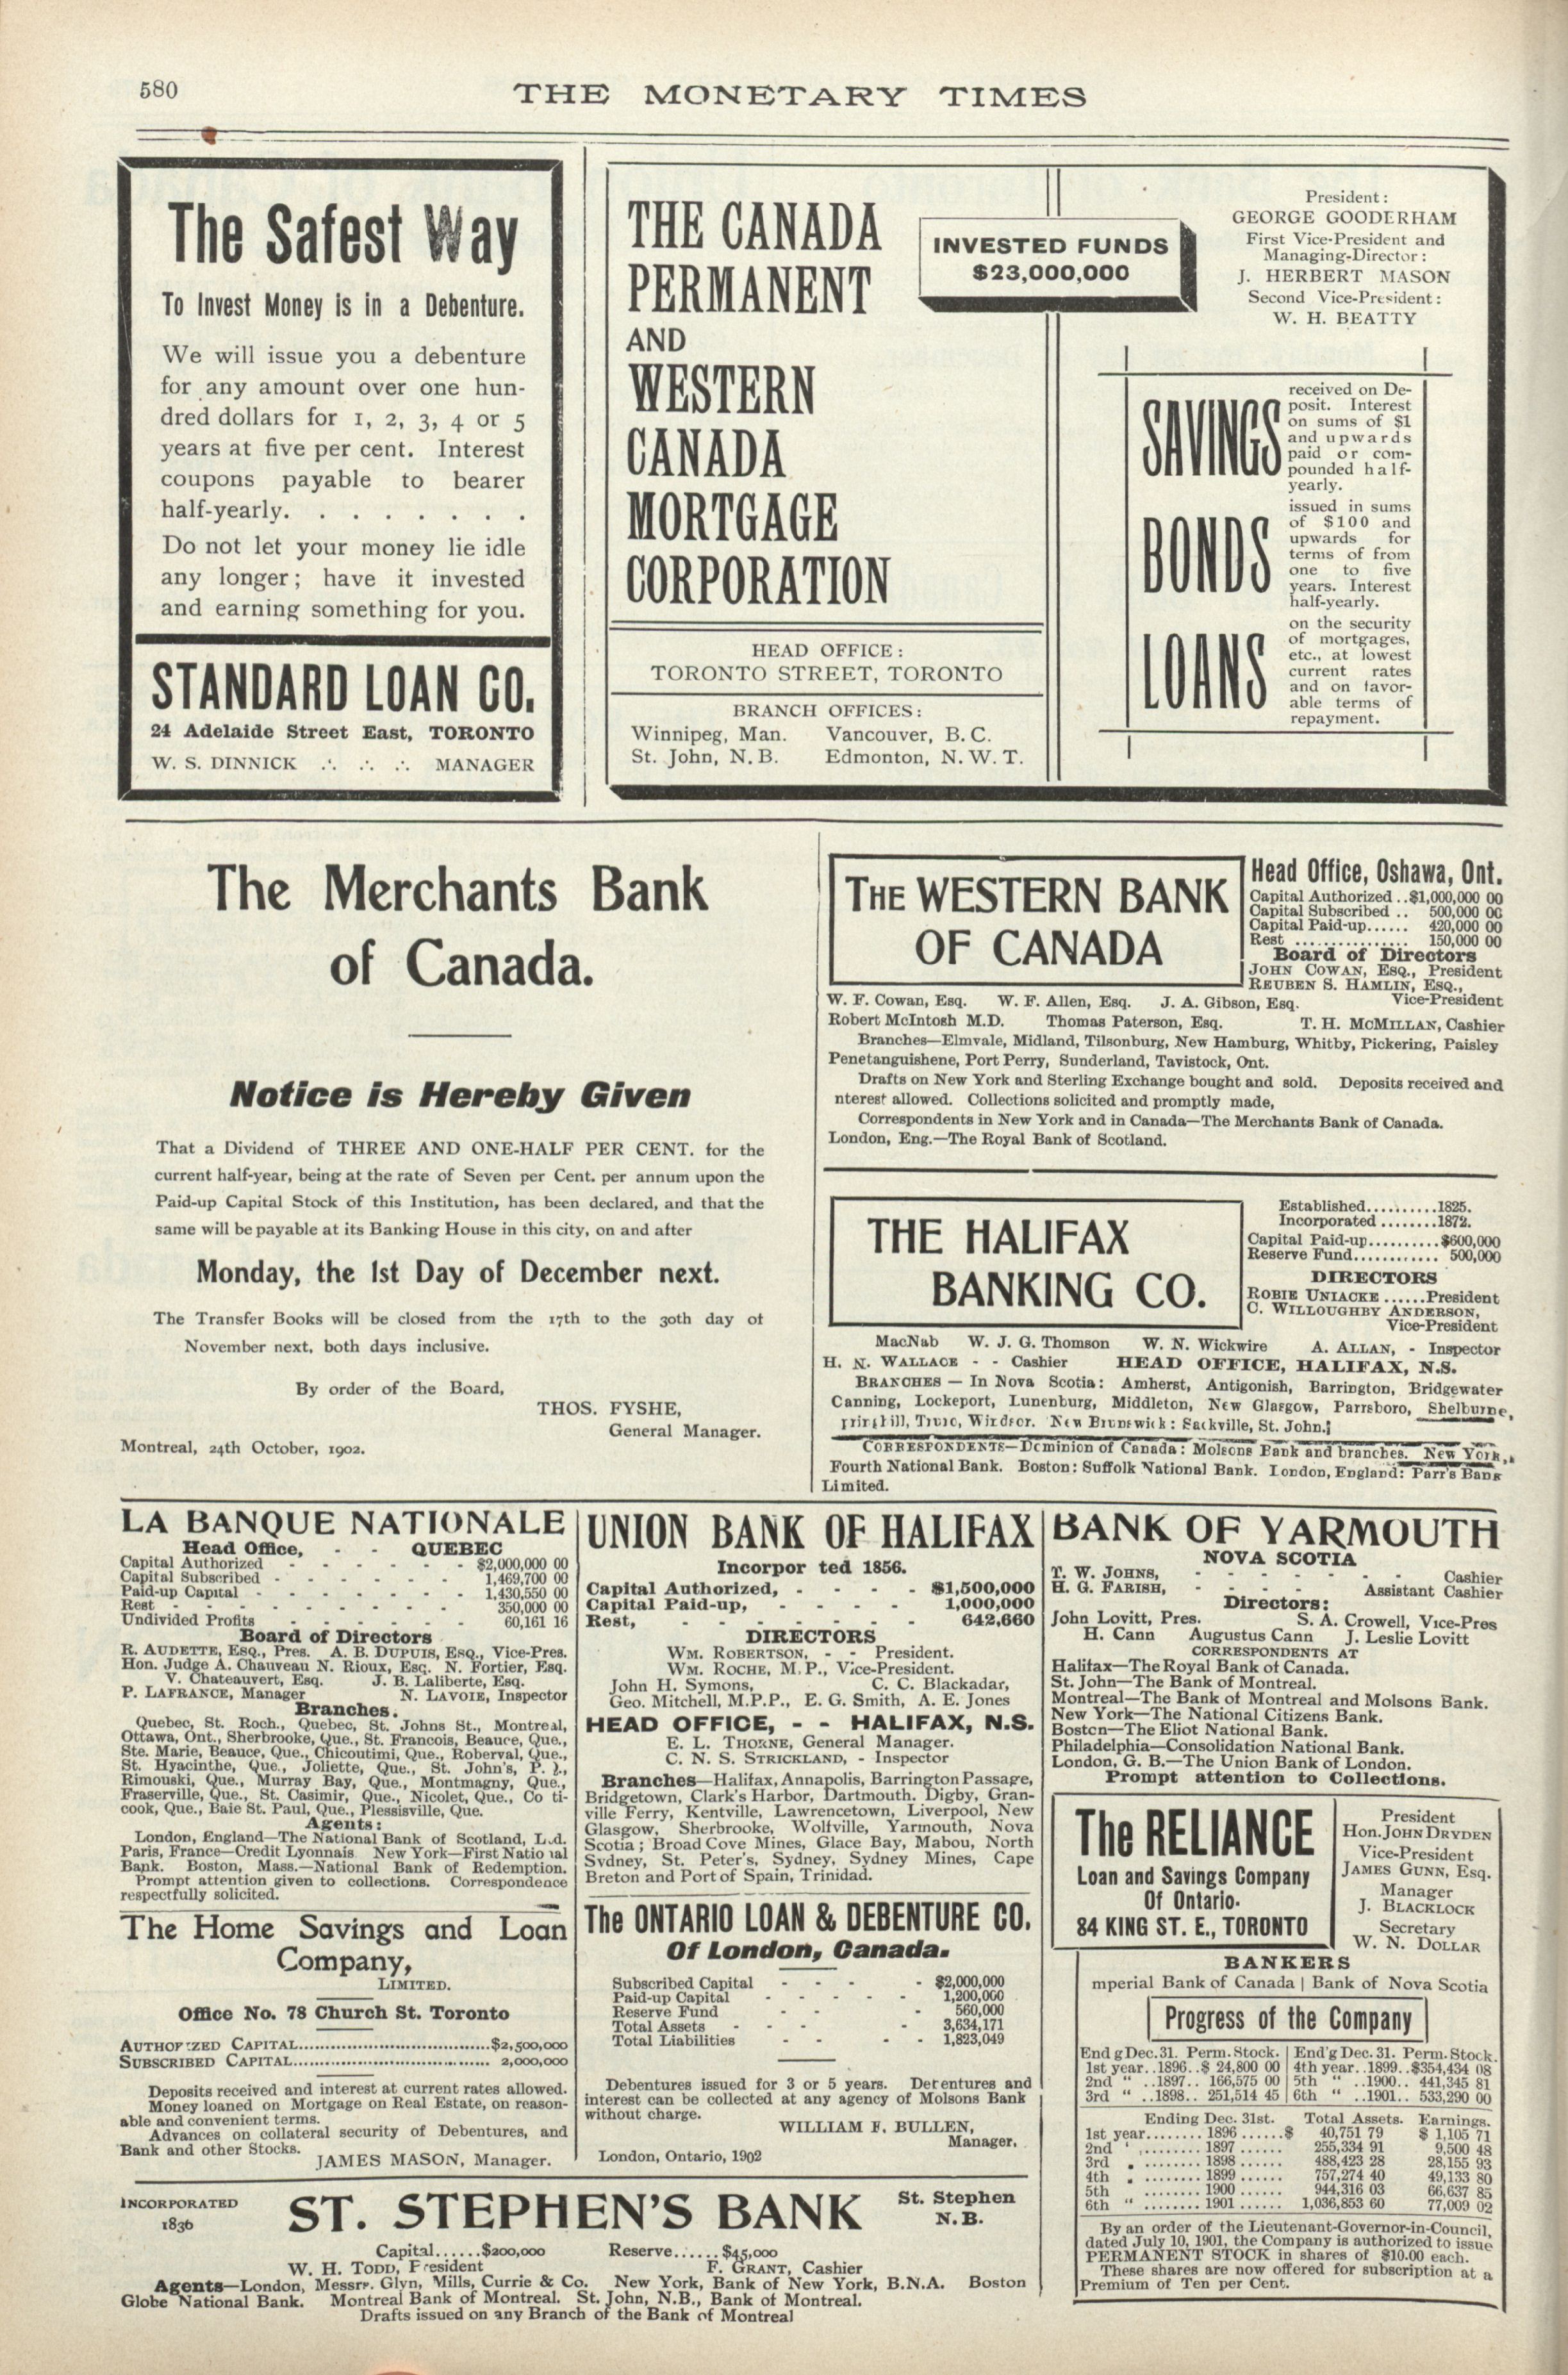 580
THE MONETARY TIMES
The Safest Way
To Invest Money is in a Debenture.
We will issue you a debenture
for any amount over one hun-
dred dollars for 1, 2, 3, 4 or 5
years at five per cent. Interest
coupons payable to bearer
half-yearly. . . . . . . .
Do not let your money lie idle
any longer; have it invested
and earning something for you.
STANDARD LOAN CO.
24 Adelaide Street East, TORONTO
W. S. DINNICK ∴ ∴ ∴ MANAGER
THE CANADA
PERMANENT
AND
WESTERN
CANADA
MORTGAGE
CORPORATION
HEAD OFFICE:
TORONTO STREET, TORONTO
BRANCH OFFICES:
Winnipeg, Man. Vancouver, B. C.
St. John, N. B. Edmonton, N. W. T.
INVESTED FUNDS
$23,000,000
President:
GEORGE GOODERHAM
First Vice-President and
Managing-Director:
J. HERBERT MASON
Second Vice-President:
W. H. BEATTY
SAVINGS
received on De-
posit. Interest
on sums of $1
and upwards
paid or com-
pounded half-
yearly.
BONDS
issued in sums
of $100 and
upwards for
terms of from
one to five
years. Interest
half-yearly.
LOANS
on the security
of mortgages,
etc., at lowest
current rates
and on favor-
able terms of
repayment.
The Merchants Bank
of Canada.
Notice is Hereby Given
That a Dividend of THREE AND ONE-HALF PER CENT. for the
current half-year, being at the rate of Seven per Cent. per annum upon the
Paid-up Capital Stock of this Institution, has been declared, and that the
same will be payable at its Banking House in this city, on and after
Monday, the 1st Day of December next.
The Transfer Books will be closed from the 17th to the 30th day of
November next, both days inclusive.
By order of the Board,
THOS. FYSHE,
General Manager.
Montreal, 24th October, 1902.
THE WESTERN BANK
OF CANADA
Head Office, Oshawa, Ont.
Capital Authorized ..$1,000,000 00
Capital Subscribed .. 500,000 00
Capital Paid-up...... 420,000 00
Rest ................ 150,000 00
Board of Directors
JOHN COWAN, ESQ., President
REUBEN S. HAMLIN, ESQ.,
Vice-President
W. F. Cowan, Esq. W. F. Allen, Esq. J. A. Gibson, Esq.
Robert McIntosh M.D. Thomas Paterson, Esq. T. H. MCMILLAN, Cashier
Branches—Elmvale, Midland, Tilsonburg, New Hamburg, Whitby, Pickering, Paisley
Penetanguishene, Port Perry, Sunderland, Tavistock, Ont.
Drafts on New York and Sterling Exchange bought and sold. Deposits received and
nterest allowed. Collections solicited and promptly made,
Correspondents in New York and in Canada—The Merchants Bank of Canada.
London, Eng.—The Royal Bank of Scotland.
THE HALIFAX
BANKING CO.
Established..........1825.
Incorporated ........1872.
Capital Paid-up..........$600,000
Reserve Fund............ 500,000
DIRECTORS
ROBIE UNIACKE ......President
C. WILLOUGHBY ANDERSON,
Vice-President
MacNab W. J. G. Thomson W. N. Wickwire A. ALLAN, - Inspector
H. N. WALLACE - - Cashier HEAD OFFICE, HALIFAX, N.S.
BRANCHES — In Nova Scotia: Amherst, Antigonish, Barrington, Bridgewater
Canning, Lockeport, Lunenburg, Middleton, New Glasgow, Parrsboro, Shelburne,
Truro, Windsor. New Brunswick: Sackville, St. John.
CORRESPONDENTS—Dominion of Canada: Molsons Bank and branches. New York,
Fourth National Bank. Boston: Suffolk National Bank. London, England: Parr's Bank
Limited.
LA BANQUE NATIONALE
Head Office, - - QUEBEC
Capital Authorized - - - - - - $2,000,000 00
Capital Subscribed - - - - - - 1,469,700 00
Paid-up Capital - - - - - - 1,430,550 00
Rest - - - - - - - - 350,000 00
Undivided Profits - - - - - 60,161 16
Board of Directors
R. AUDETTE, ESQ., Pres. A. B. DUPUIS, ESQ., Vice-Pres.
Hon. Judge A. Chauveau N. Rioux, Esq. N. Fortier, Esq.
V. Chateauvert, Esq. J. B. Laliberte, Esq.
P. LAFRANCE, Manager N. LAVOIE, Inspector
Branches.
Quebec, St. Roch., Quebec, St. Johns St., Montreal,
Ottawa, Ont., Sherbrooke, Que., St. Francois, Beauce, Que.,
Ste. Marie, Beauce, Que., Chicoutimi, Que., Roberval, Que.,
St. Hyacinthe, Que., Joliette, Que., St. John's, P. ).,
Rimouski, Que., Murray Bay, Que., Montmagny, Que.,
Fraserville, Que., St. Casimir, Que., Nicolet, Que., Co ti-
cook, Que., Baie St. Paul, Que., Plessisville, Que.
Agents:
London, England—The National Bank of Scotland, L.d.
Paris, France—Credit Lyonnais New York—First Natio al
Bank. Boston, Mass.—National Bank of Redemption.
Prompt attention given to collections. Correspondence
respectfully solicited.
The Home Savings and Loan
Company,
LIMITED.
Office No. 78 Church St. Toronto
AUTHORIZED CAPITAL..............................$2,500,000
SUBSCRIBED CAPITAL.............................. 2,000,000
Deposits received and interest at current rates allowed.
Money loaned on Mortgage on Real Estate, on reason-
able and convenient terms.
Advances on collateral security of Debentures, and
Bank and other Stocks.
JAMES MASON, Manager.
UNION BANK OF HALIFAX
Incorpor ted 1856.
Capital Authorized, - - - - $1,500,000
Capital Paid-up, - - - - 1,000,000
Rest, - - - - - - 642,660
DIRECTORS
WM. ROBERTSON, - - President.
WM. ROCHE, M.P., Vice-President.
John H. Symons, C. C. Blackadar,
Geo. Mitchell, M.P.P., E. G. Smith, A. E. Jones
HEAD OFFICE, - - HALIFAX, N.S.
E. L. THORNE, General Manager.
C. N. S. STRICKLAND, - Inspector
Branches—Halifax, Annapolis, Barrington Passage,
Bridgetown, Clark's Harbor, Dartmouth. Digby, Gran-
ville Ferry, Kentville, Lawrencetown, Liverpool, New
Glasgow, Sherbrooke, Wolfville, Yarmouth, Nova
Scotia; Broad Cove Mines, Glace Bay, Mabou, North
Sydney, St. Peter's, Sydney, Sydney Mines, Cape
Breton and Port of Spain, Trinidad.
The ONTARIO LOAN & DEBENTURE CO.
Of London, Canada.
Subscribed Capital - - - - $2,000,000
Paid-up Capital - - - - - 1,200,000
Reserve Fund - - - 560,000
Total Assets - - - - 3,634,171
Total Liabilities - - - - 1,823,049
Debentures issued for 3 or 5 years. Debentures and
interest can be collected at any agency of Molsons Bank
without charge.
WILLIAM F. BULLEN,
Manager.
London, Ontario, 1902
BANK OF YARMOUTH
NOVA SCOTIA
T. W. JOHNS, - - - - - - Cashier
H. G. FARISH, - - - - Assistant Cashier
Directors:
John Lovitt, Pres. S. A. Crowell, Vice-Pres
H. Cann Augustus Cann J. Leslie Lovitt
CORRESPONDENTS AT
Halifax—The Royal Bank of Canada.
St. John—The Bank of Montreal.
Montreal—The Bank of Montreal and Molsons Bank.
New York—The National Citizens Bank.
Boston—The Eliot National Bank.
Philadelphia—Consolidation National Bank.
London, G. B.—The Union Bank of London.
Prompt attention to Collections.
The RELIANCE
Loan and Savings Company
Of Ontario.
84 KING ST. E., TORONTO
President
Hon. JOHN DRYDEN
Vice-President
JAMES GUNN, Esq.
Manager
J. BLACKLOCK
Secretary
W. N. DOLLAR
BANKERS
mperial Bank of Canada | Bank of Nova Scotia
Progress of the Company
End g Dec. 31. Perm. Stock. | End'g Dec. 31. Perm. Stock.
1st year..1896..$ 24,800 00 | 4th year..1899..$354,434 08
2nd " ..1897.. 166,575 00 | 5th " ..1900.. 441,345 81
3rd " ..1898.. 251,514 45 | 6th " ..1901.. 533,290 00
Ending Dec. 31st. Total Assets. Earnings.
1st year........ 1896 ......$ 40,751 79 $ 1,105 71
2nd ' ........ 1897 ...... 255,334 91 9,500 48
3rd ........ 1898 ...... 488,423 28 28,155 93
4th ........ 1899 ...... 757,274 40 49,133 80
5th ........ 1900 ...... 944,316 03 66,637 85
6th " ........ 1901 ...... 1,036,853 60 77,009 02
By an order of the Lieutenant-Governor-in-Council,
dated July 10, 1901, the Company is authorized to issue
PERMANENT STOCK in shares of $10.00 each.
These shares are now offered for subscription at a
Premium of Ten per Cent.
INCORPORATED
1836
ST. STEPHEN'S BANK
St. Stephen
N. B.
Capital......$200,000 Reserve......$45,000
W. H. TODD, President F. GRANT, Cashier
Agents—London, Messrs. Glyn, Mills, Currie & Co. New York, Bank of New York, B.N.A. Boston
Globe National Bank. Montreal Bank of Montreal. St. John, N.B., Bank of Montreal.
Drafts issued on any Branch of the Bank of Montreal